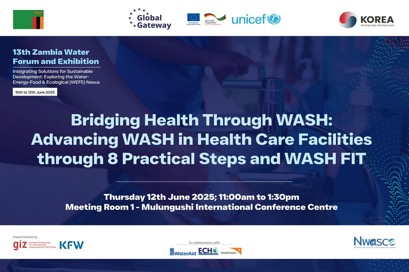 Global
Gateway
unicef
KOREA
13th Zambia Water
Forum and Exhibition
Integrating Solutions for Sustainable
Development: Exploring the Water-
Energy-Food & Ecological (WEFE) Nexus
10th to 12th June 2025
Bridging Health Through WASH:
Advancing WASH in Health Care Facilities
through 8 Practical Steps and WASH FIT
Thursday 12th June 2025; 11:00am to 1:30pm
Meeting Room 1 - Mulungushi International Conference Centre
Implemented by
giz
KFW
In collaboration with
WaterAid
Nwasco